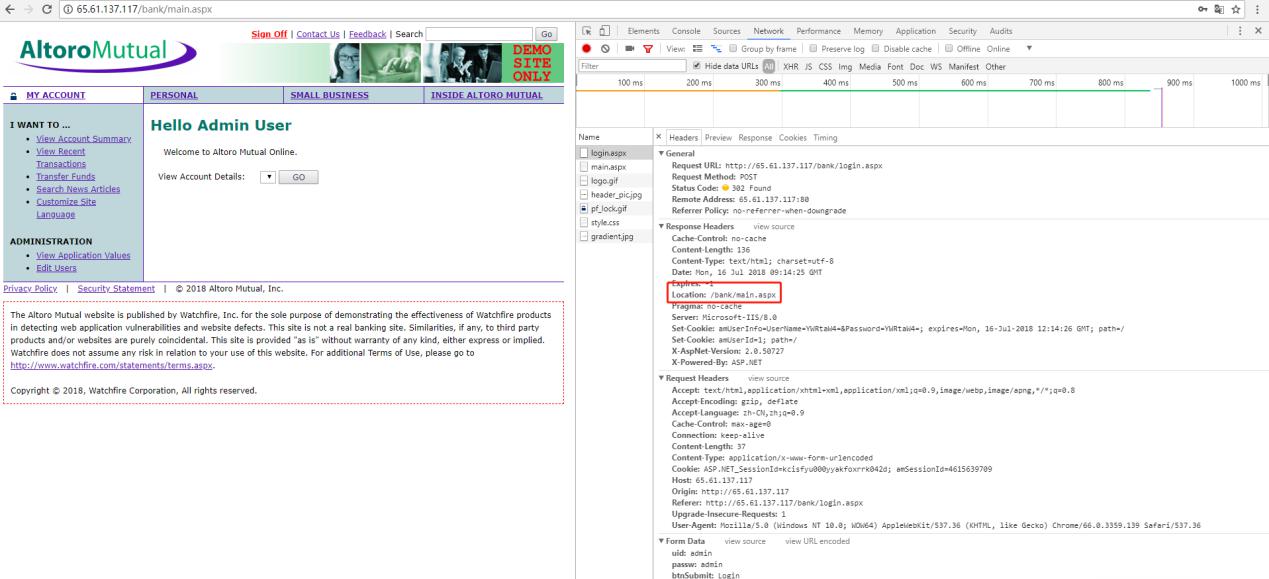 65.61.137.117/bank/main.aspx
AltoroMutual
Sign Off | Contact Us | Feedback | Search Go
DEMO
SITE
ONLY
MY ACCOUNT PERSONAL SMALL BUSINESS INSIDE ALTORO MUTUAL
I WANT TO ...
• View Account Summary
• View Recent
Transactions
• Transfer Funds
• Search News Articles
• Customize Site
Language
ADMINISTRATION
• View Application Values
• Edit Users
Hello Admin User
Welcome to Altoro Mutual Online.
View Account Details: GO
Privacy Policy | Security Statement | © 2018 Altoro Mutual, Inc.
The Altoro Mutual website is published by Watchfire, Inc. for the sole purpose of demonstrating the effectiveness of Watchfire products
in detecting web application vulnerabilities and website defects. This site is not a real banking site. Similarities, if any, to third party
products and/or websites are purely coincidental. This site is provided "as is" without warranty of any kind, either express or implied.
Watchfire does not assume any risk in relation to your use of this website. For additional Terms of Use, please go to
http://www.watchfire.com/statements/terms.aspx.
Copyright © 2018, Watchfire Corporation, All rights reserved.
Elements Console Sources Network Performance Memory Application Security Audits
View: Group by frame Preserve log Disable cache Offline Online
Filter Hide data URLs All XHR JS CSS Img Media Font Doc WS Manifest Other
100 ms 200 ms 300 ms 400 ms 500 ms 600 ms 700 ms 800 ms 900 ms 1000 ms
Name
login.aspx
main.aspx
logo.gif
header_pic.jpg
pf_lock.gif
style.css
gradient.jpg
× Headers Preview Response Cookies Timing
General
Request URL: http://65.61.137.117/bank/login.aspx
Request Method: POST
Status Code: 302 Found
Remote Address: 65.61.137.117:80
Referrer Policy: no-referrer-when-downgrade
Response Headers view source
Cache-Control: no-cache
Content-Length: 136
Content-Type: text/html; charset=utf-8
Date: Mon, 16 Jul 2018 09:14:25 GMT
Expires: -1
Location: /bank/main.aspx
Pragma: no-cache
Server: Microsoft-IIS/8.0
Set-Cookie: amUserInfo=UserName=YWRtaW4=&Password=YWRtaW4=; expires=Mon, 16-Jul-2018 12:14:26 GMT; path=/
Set-Cookie: amUserId=1; path=/
X-AspNet-Version: 2.0.50727
X-Powered-By: ASP.NET
Request Headers view source
Accept: text/html,application/xhtml+xml,application/xml;q=0.9,image/webp,image/apng,*/*;q=0.8
Accept-Encoding: gzip, deflate
Accept-Language: zh-CN,zh;q=0.9
Cache-Control: max-age=0
Connection: keep-alive
Content-Length: 37
Content-Type: application/x-www-form-urlencoded
Cookie: ASP.NET_SessionId=kcisfyu000yyakfoxrrk042d; amSessionId=4615639709
Host: 65.61.137.117
Origin: http://65.61.137.117
Referer: http://65.61.137.117/bank/login.aspx
Upgrade-Insecure-Requests: 1
User-Agent: Mozilla/5.0 (Windows NT 10.0; WOW64) AppleWebKit/537.36 (KHTML, like Gecko) Chrome/66.0.3359.139 Safari/537.36
Form Data view source view URL encoded
uid: admin
passw: admin
btnSubmit: Login